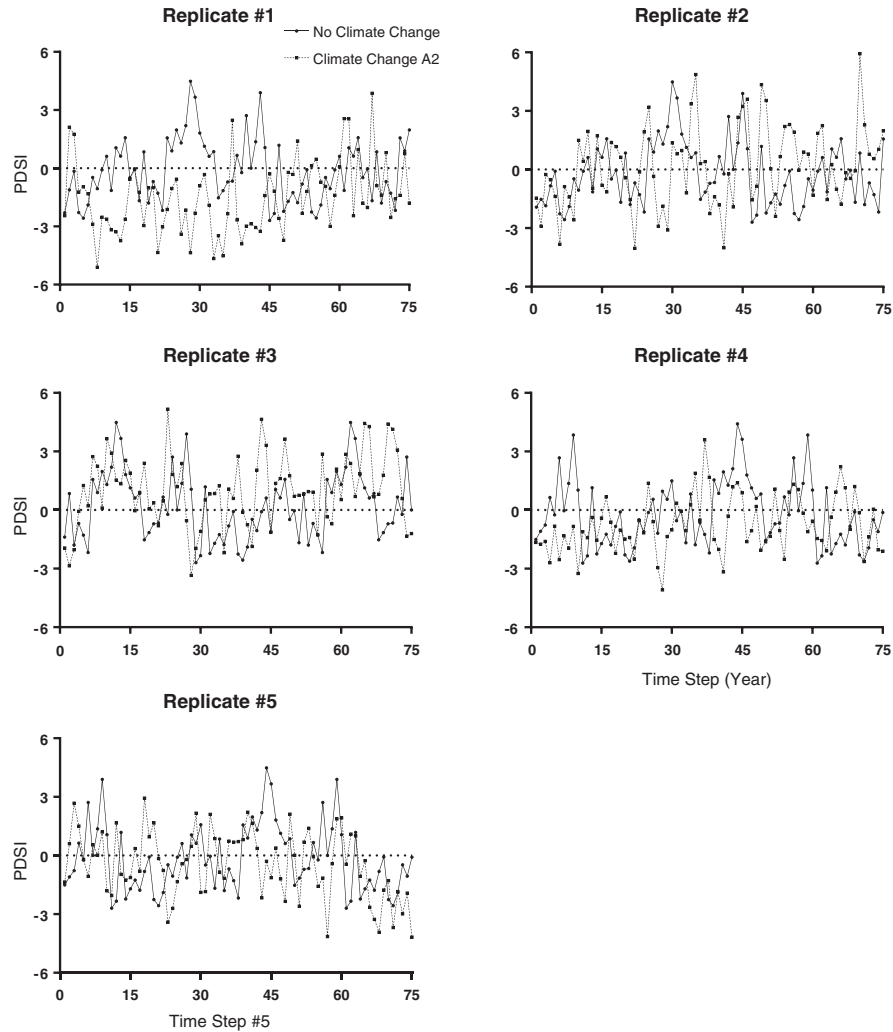 Replicate #1
No Climate Change
Climate Change A2
6
3
0
-3
-6
PDSI
0 15 30 45 60 75
Replicate #2
6
3
0
-3
-6
0 15 30 45 60 75
Replicate #3
6
3
0
-3
-6
PDSI
0 15 30 45 60 75
Replicate #4
6
3
0
-3
-6
0 15 30 45 60 75
Time Step (Year)
Replicate #5
6
3
0
-3
-6
PDSI
0 15 30 45 60 75
Time Step #5